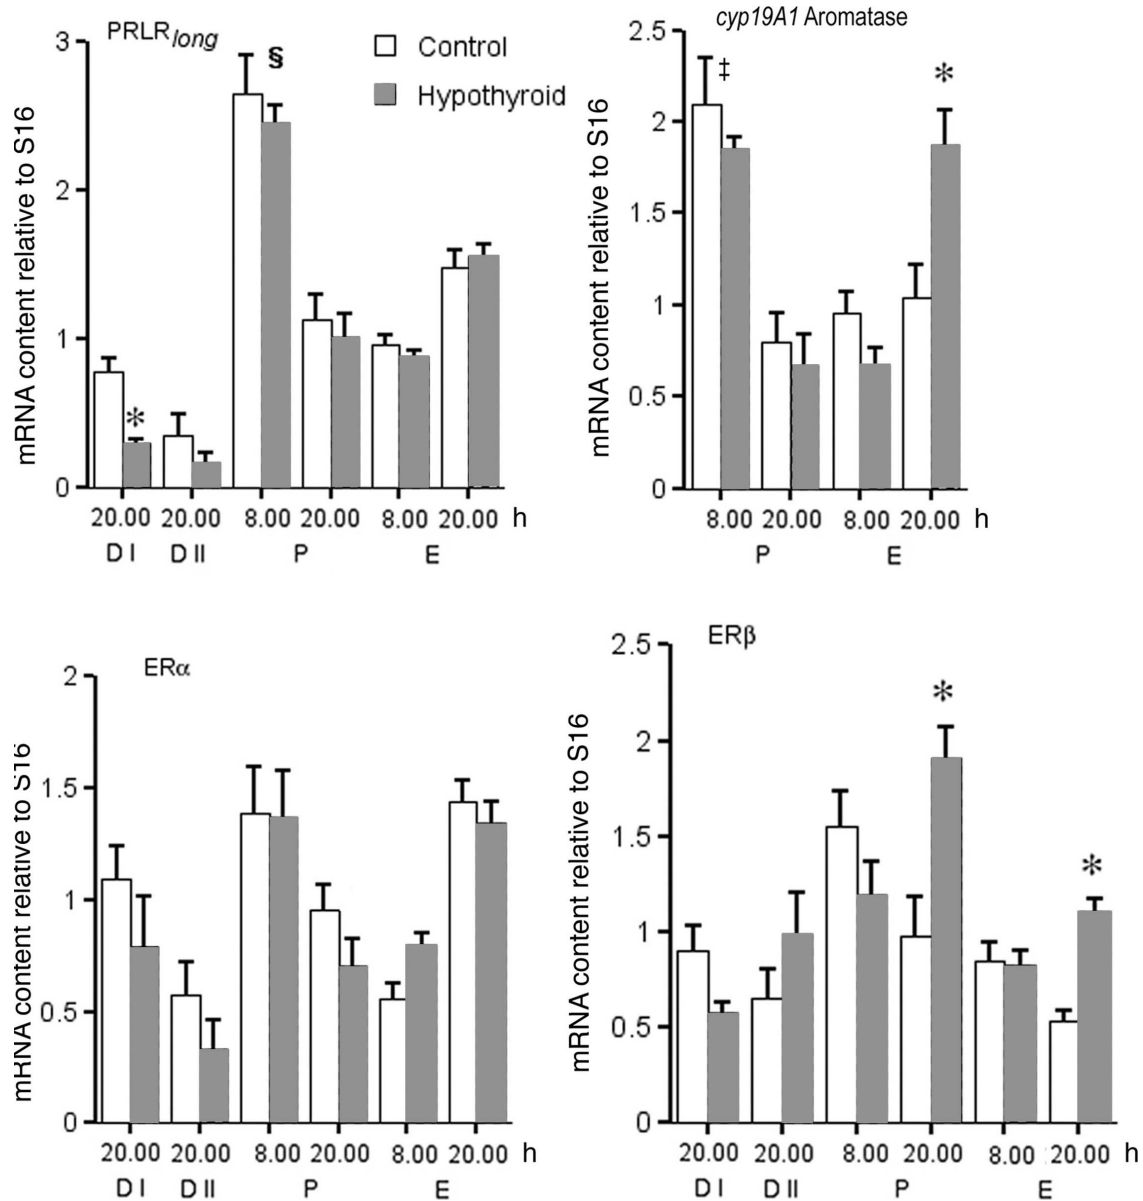 PRLRlong
Control
Hypothyroid
§
*
mRNA content relative to S16
3
2
1
0
20.00 20.00 8.00 20.00 8.00 20.00 h
D I D II P E
cyp19A1 Aromatase
‡
*
mRNA content relative to S16
2.5
2
1.5
1
0.5
0
8.00 20.00 8.00 20.00 h
P E
ERα
mRNA content relative to S16
2
1.5
1
0.5
0
20.00 20.00 8.00 20.00 8.00 20.00 h
D I D II P E
ERβ
*
*
mRNA content relative to S16
2.5
2
1.5
1
0.5
0
20.00 20.00 8.00 20.00 8.00 20.00 h
D I D II P E